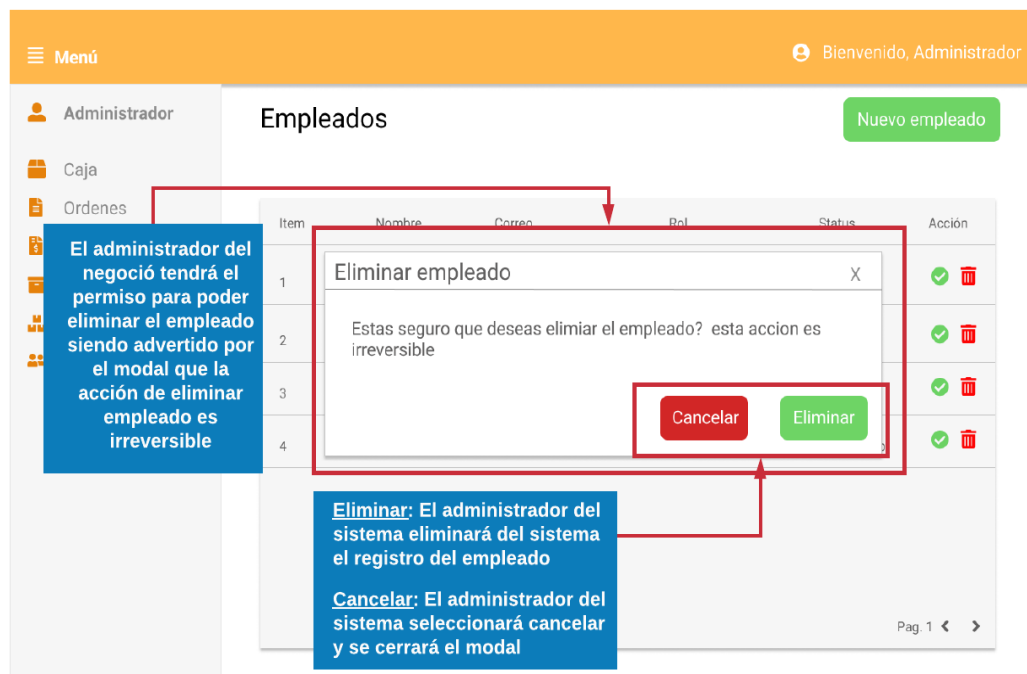 Menú
Bienvenido, Administrador
Administrador
Empleados
Nuevo empleado
Caja
Ordenes
Item Nombre Correo Rol Status Acción
El administrador del
negoció tendrá el
permiso para poder
eliminar el empleado
siendo advertido por
el modal que la
acción de eliminar
empleado es
irreversible
1
2
3
4
Eliminar empleado X
Estas seguro que deseas elimiar el empleado? esta accion es
irreversible
Cancelar Eliminar
Eliminar: El administrador del
sistema eliminará del sistema
el registro del empleado
Cancelar: El administrador del
sistema seleccionará cancelar
y se cerrará el modal
Pag. 1